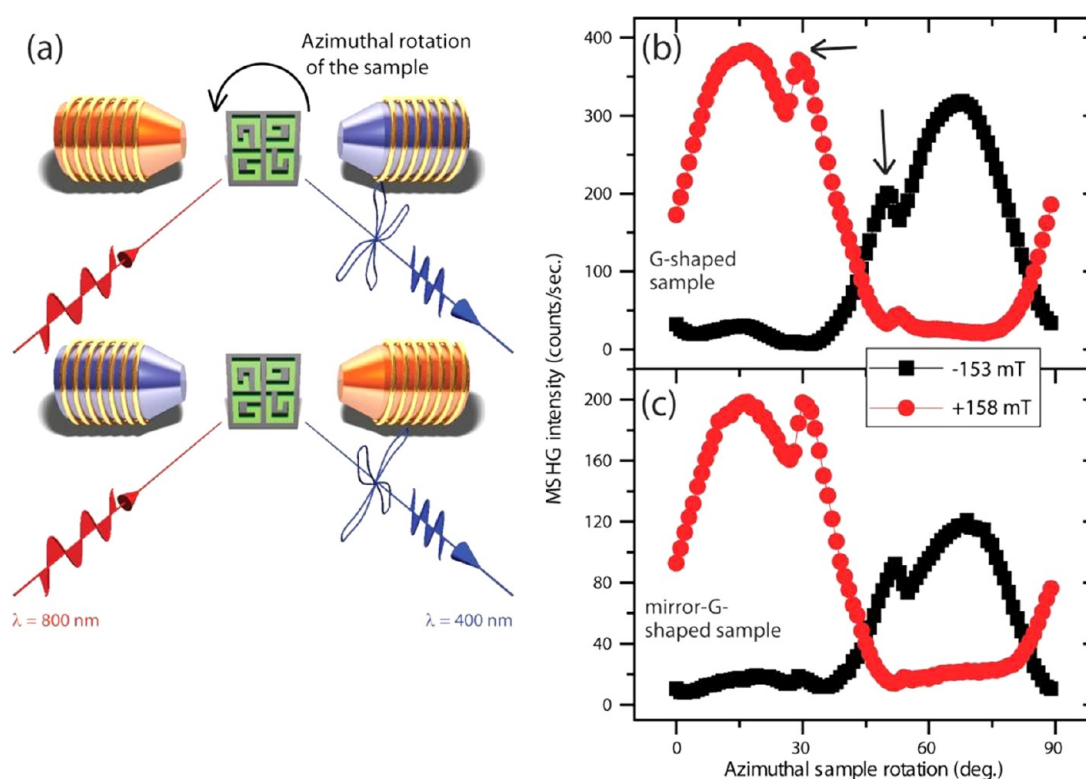 (a)
Azimuthal rotation
of the sample
λ = 800 nm
λ = 400 nm
(b)
400
300
200
100
0
G-shaped
sample
-153 mT
+158 mT
(c)
200
160
120
80
40
0
mirror-G-
shaped sample
MSHG intensity (counts/sec.)
0
30
60
90
Azimuthal sample rotation (deg.)